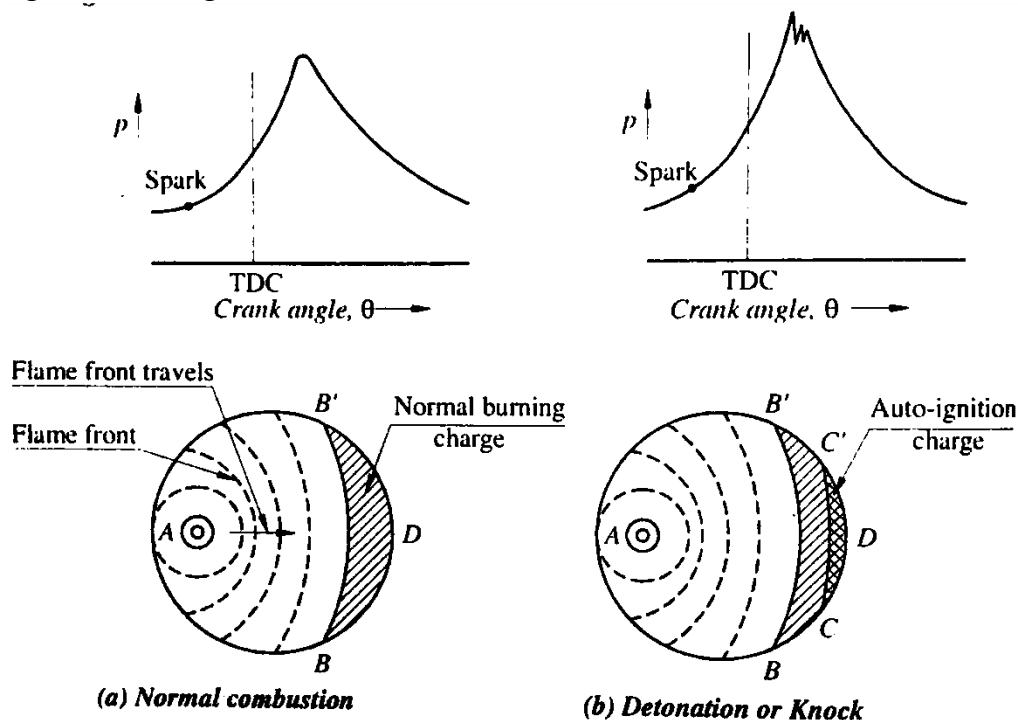 p
Spark
TDC
Crank angle, θ
p
Spark
TDC
Crank angle, θ
Flame front travels
Flame front
B'
Normal burning
charge
A
D
B
(a) Normal combustion
B'
C'
Auto-ignition
charge
A
D
C
B
(b) Detonation or Knock